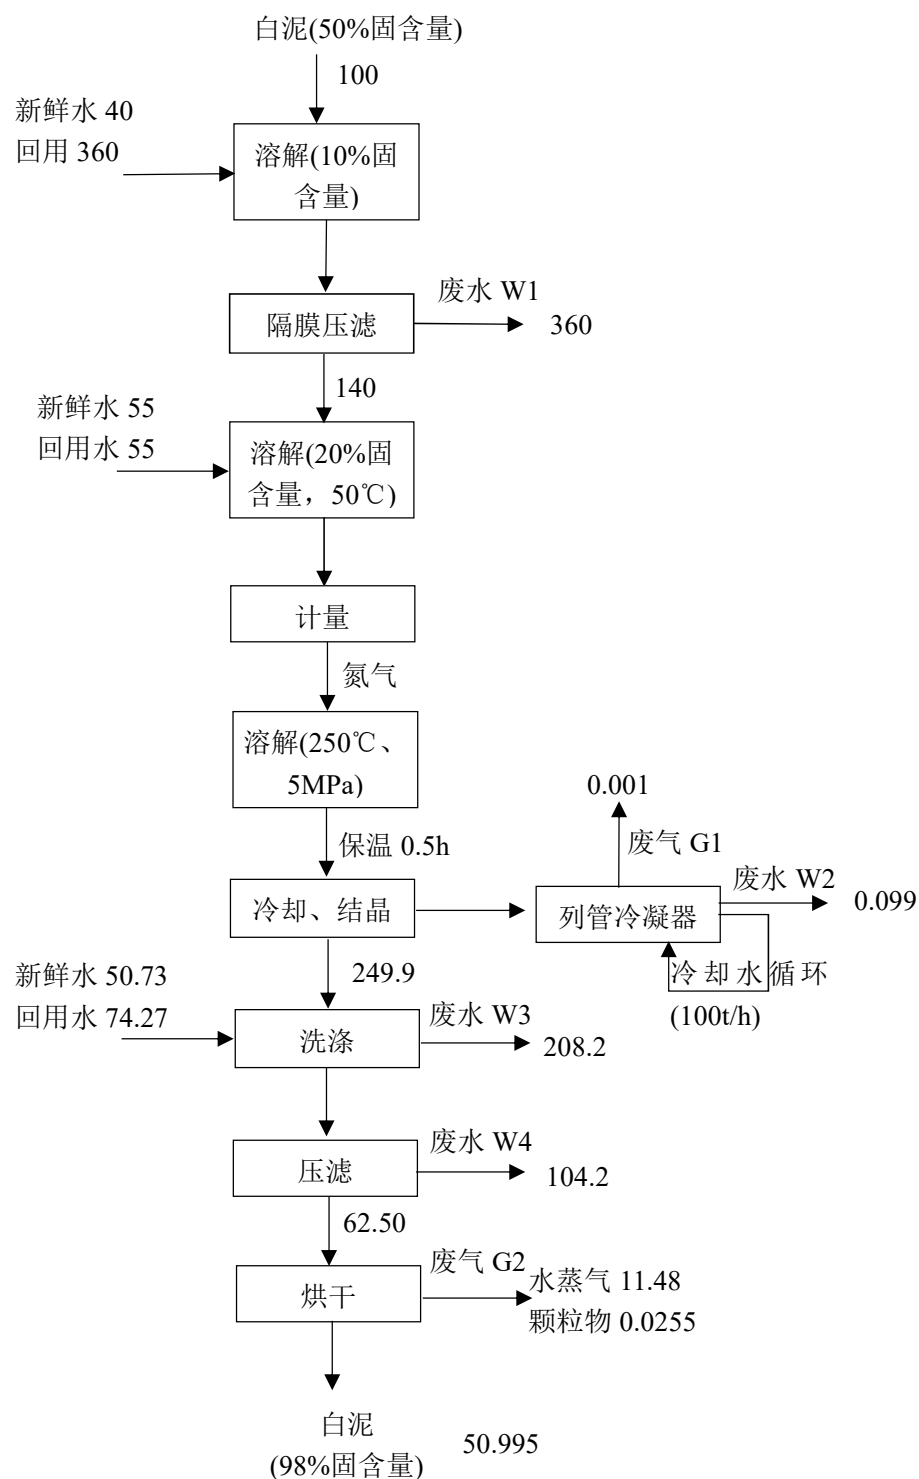 白泥(50%固含量)
100
新鲜水 40
回用 360
溶解(10%固
含量)
废水 W1
隔膜压滤
360
140
新鲜水 55
回用水 55
溶解(20%固
含量，50℃)
计量
氮气
溶解(250℃、
5MPa)
保温 0.5h
0.001
废气 G1
废水 W2
冷却、结晶
列管冷凝器
0.099
249.9
冷却水循环
(100t/h)
新鲜水 50.73
回用水 74.27
废水 W3
洗涤
208.2
废水 W4
压滤
104.2
62.50
废气 G2
水蒸气 11.48
烘干
颗粒物 0.0255
白泥
(98%固含量)
50.995